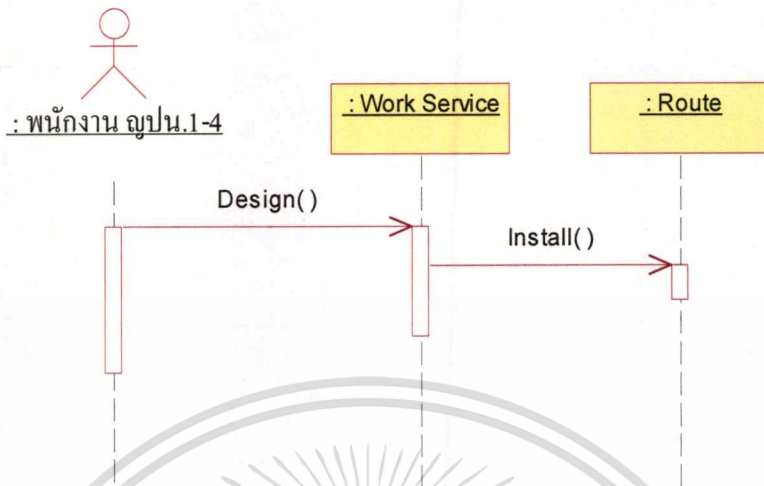 : พนักงาน ญปน.1-4
: Work Service
: Route
Design()
Install()